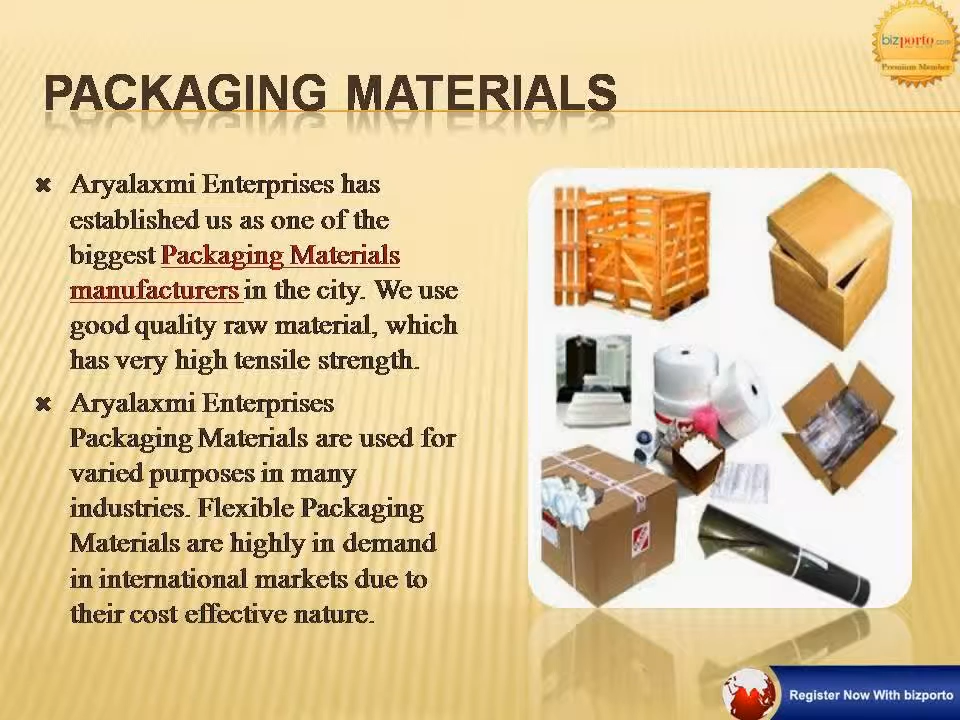 bizporto.com
Premium Member
PACKAGING MATERIALS
Aryalaxmi Enterprises has
established us as one of the
biggest Packaging Materials
manufacturers in the city. We use
good quality raw material, which
has very high tensile strength.
Aryalaxmi Enterprises
Packaging Materials are used for
varied purposes in many
industries. Flexible Packaging
Materials are highly in demand
in international markets due to
their cost effective nature.
Register Now With bizporto